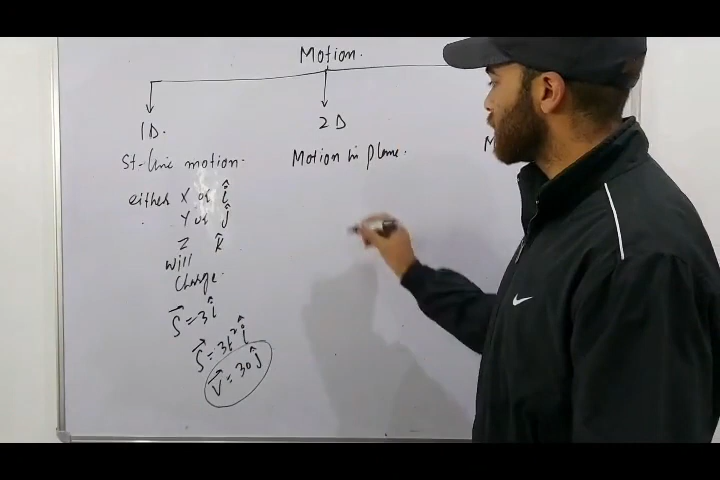 Motion.
1D.
2D
St-line motion.
Motion in plane.
M
either X or î
Y or ĵ
Z k̂
will
change.
S⃗ = 3î
S⃗ = 3t²î
V⃗ = 30ĵ